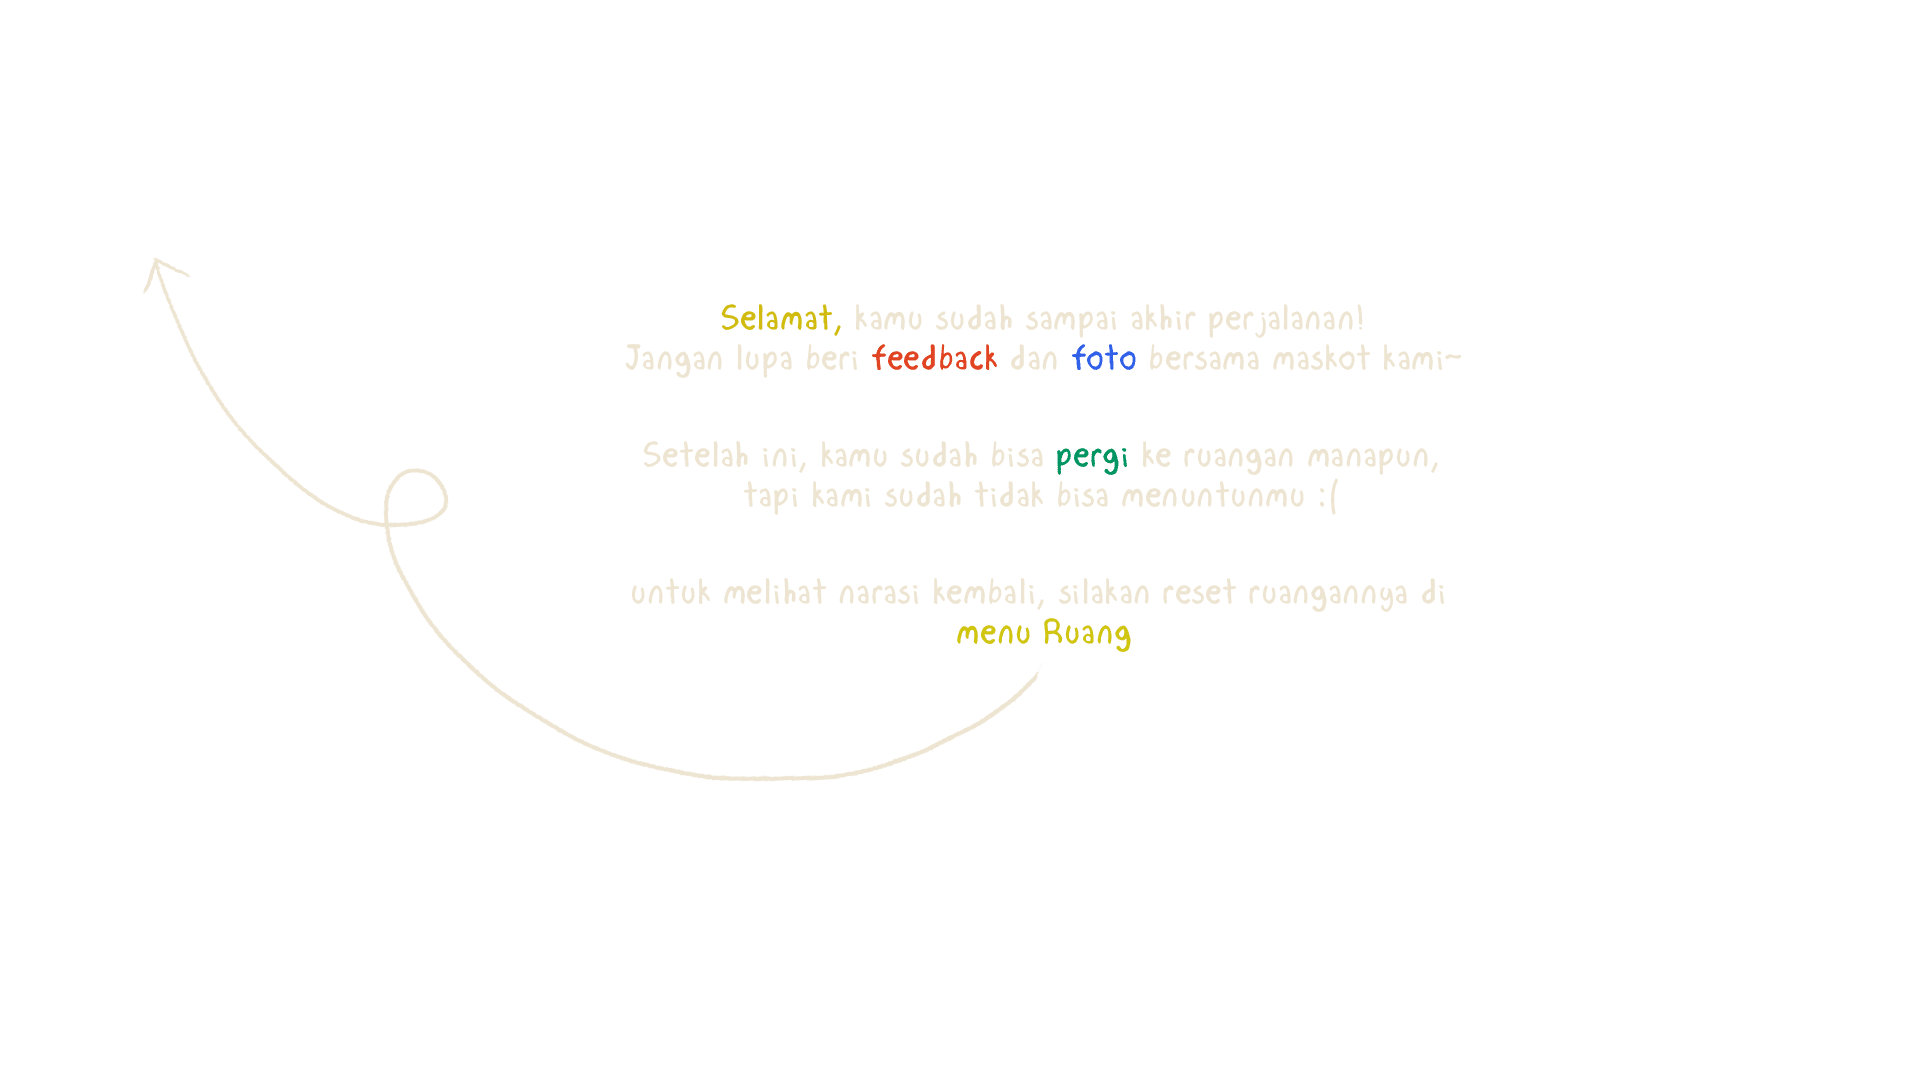 Selamat, kamu sudah sampai akhir perjalanan!
Jangan lupa beri feedback dan foto bersama maskot kami~
Setelah ini, kamu sudah bisa pergi ke ruangan manapun,
tapi kami sudah tidak bisa menuntunmu :(
untuk melihat narasi kembali, silakan reset ruangannya di
menu Ruang